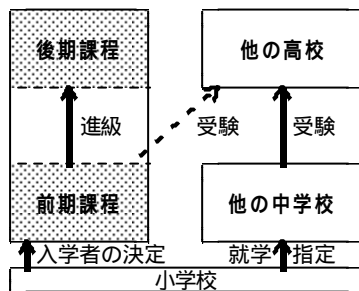 後期課程 他の高校
進級 受験 受験
前期課程 他の中学校
入学者の決定 就学 指定
小学校